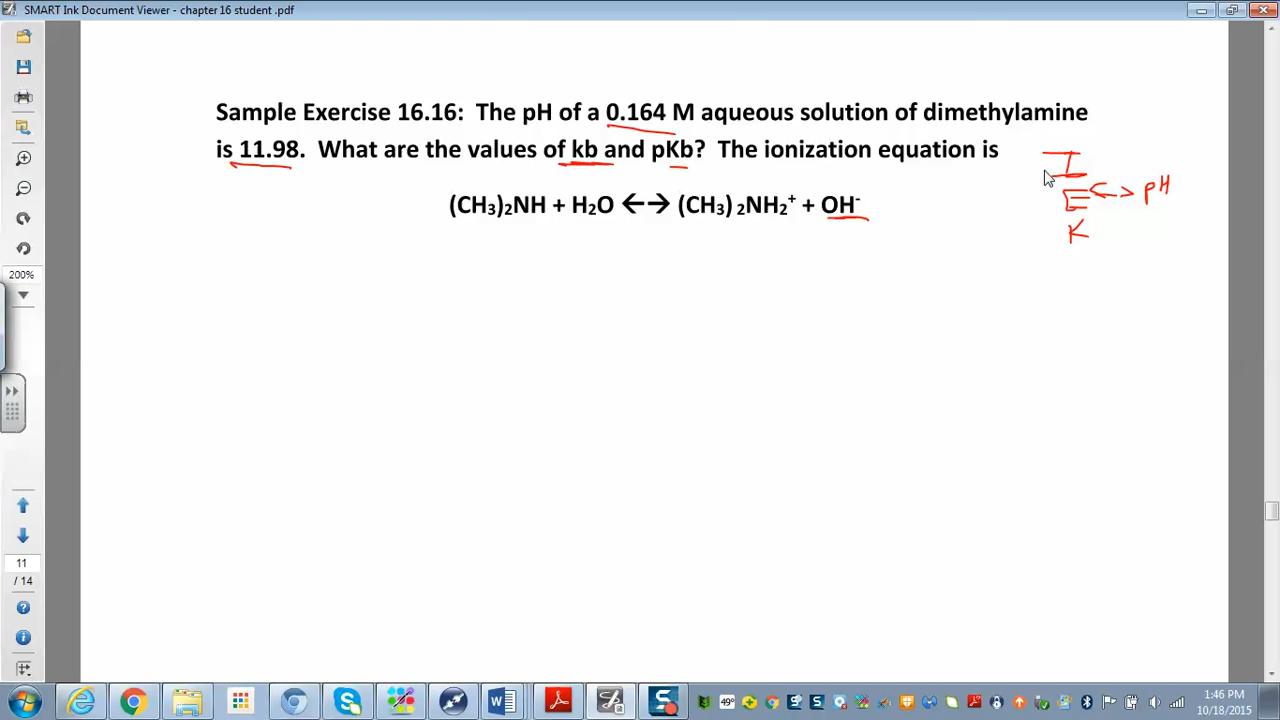 SMART Ink Document Viewer - chapter 16 student .pdf
Sample Exercise 16.16: The pH of a 0.164 M aqueous solution of dimethylamine
is 11.98. What are the values of kb and pKb? The ionization equation is
(CH₃)₂NH + H₂O ←→ (CH₃) ₂NH₂⁺ + OH⁻
I
E <-> pH
K
200%
11
/ 14
49°
1:46 PM
10/18/2015